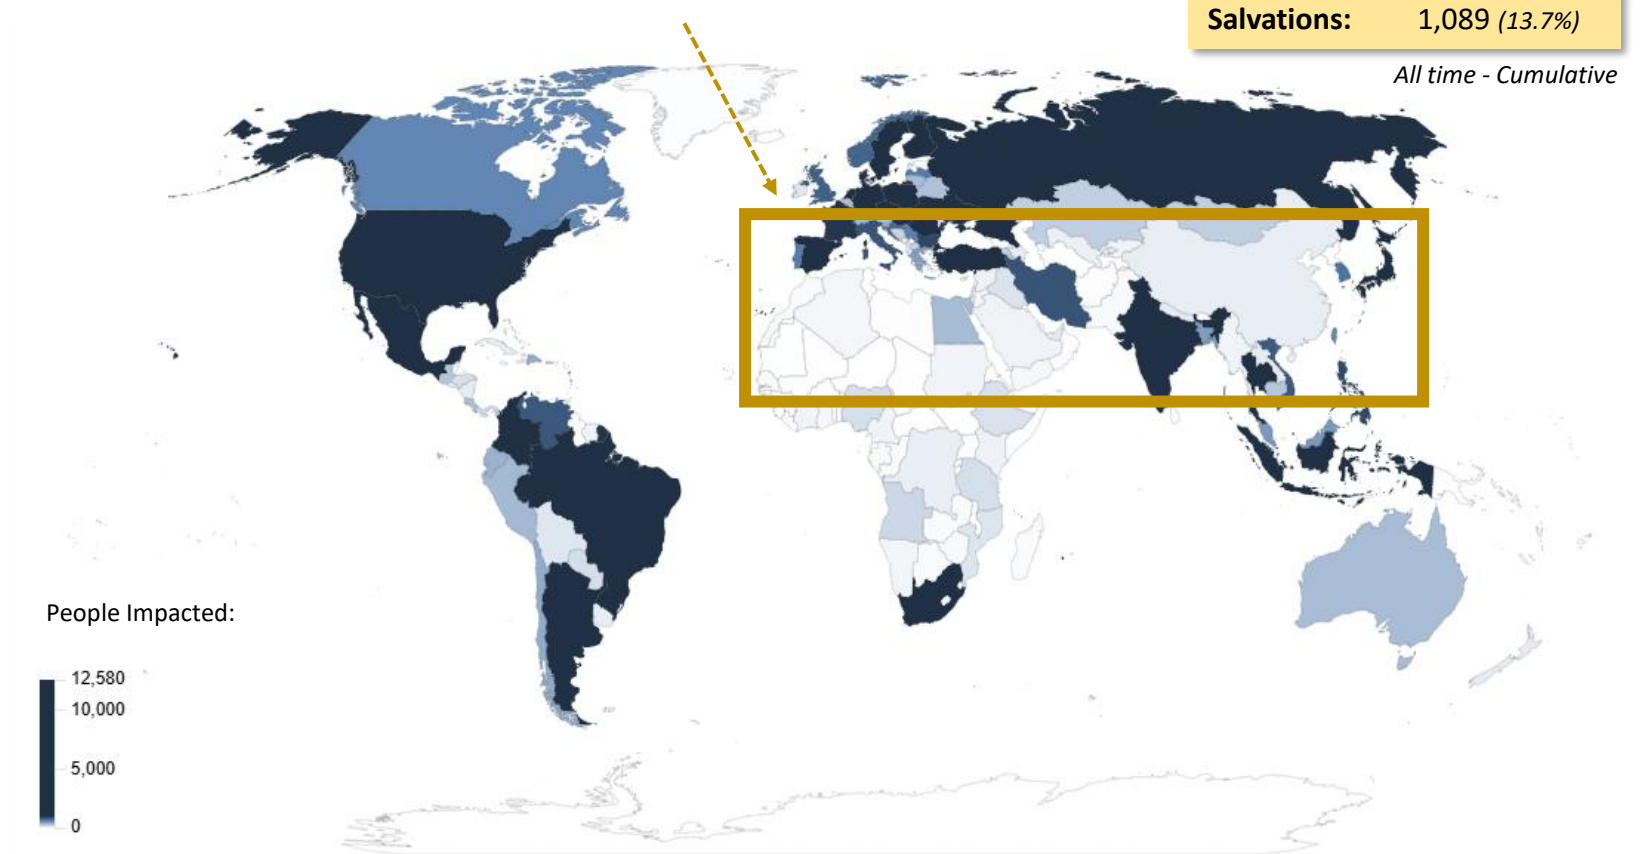 Salvations: 1,089 (13.7%)
All time - Cumulative
People Impacted:
12,580
10,000
5,000
0